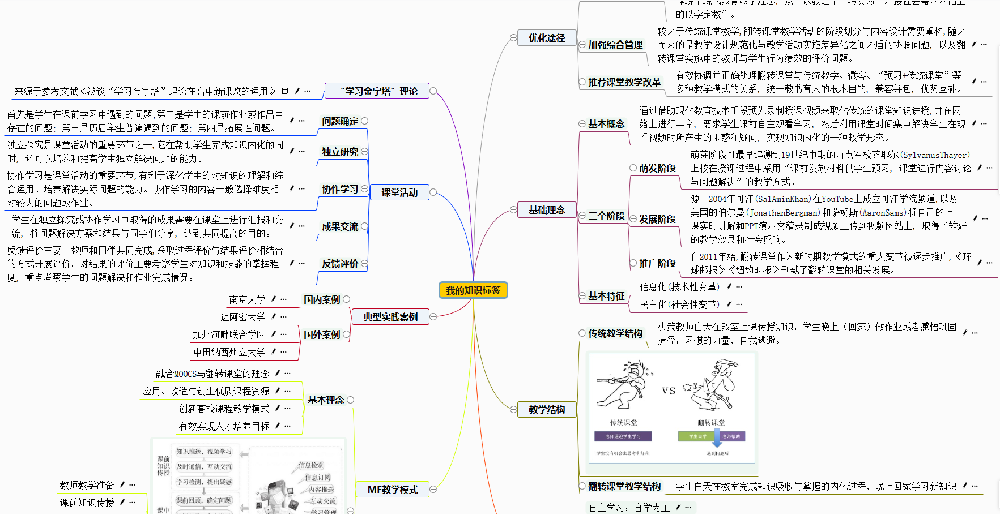 体现了现代教育教学理念，从“以教定学”转变为“对接社会需求基础上
的以学定教”。
优化途径
加强综合管理
较之于传统课堂教学,翻转课堂教学活动的阶段划分与内容设计需要重构,随之
而来的是教学设计规范化与教学活动实施差异化之间矛盾的协调问题, 以及翻
转课堂实施中的教师与学生行为绩效的评价问题。
推荐课堂教学改革
有效协调并正确处理翻转课堂与传统教学、微客、“预习+传统课堂”等
多种教学模式的关系, 统一教书育人的根本目的, 兼容并包, 优势互补。
“学习金字塔”理论
来源于参考文献《浅谈“学习金字塔”理论在高中新课改的运用》
首先是学生在课前学习中遇到的问题;第二是学生的课前作业或作品中
存在的问题; 第三是历届学生普遍遇到的问题; 第四是拓展性问题。
问题确定
独立探究是课堂活动的重要环节之一,它在帮助学生完成知识内化的同
时, 还可以培养和提高学生独立解决问题的能力。
独立研究
协作学习是课堂活动的重要环节,有利于深化学生的对知识的理解和综
合运用、培养解决实际问题的能力。协作学习的内容一般选择难度相
对较大的问题或作业。
协作学习
课堂活动
学生在独立探究或协作学习中取得的成果需要在课堂上进行汇报和交
流, 将问题解决方案和结果与同学们分享, 达到共同提高的目的。
成果交流
反馈评价主要由教师和同伴共同完成,采取过程评价与结果评价相结合
的方式开展评价。对结果的评价主要考察学生对知识和技能的掌握程
度, 重点考察学生的问题解决和作业完成情况。
反馈评价
基本概念
通过借助现代教育技术手段预先录制授课视频来取代传统的课堂知识讲授,并在网
络上进行共享, 要求学生课前自主观看学习, 然后利用课堂时间集中解决学生在观
看视频时所产生的困惑和疑问, 实现知识内化的一种教学形态。
基础理念
三个阶段
萌发阶段
萌芽阶段可最早追溯到19世纪中期的西点军校萨耶尔(SylvanusThayer)
上校在授课过程中采用“课前发放材料供学生预习, 课堂进行内容讨论
与问题解决”的教学方式。
发展阶段
源于2004年可汗(SalAminKhan)在YouTube上成立可汗学院频道,以及
美国的伯尔曼(JonathanBergman)和萨姆斯(AaronSams)将自己的上
课实时讲解和PPT演示文稿录制成视频上传到视频网站上, 取得了较好
的教学效果和社会反响。
推广阶段
自2011年始,翻转课堂作为新时期教学模式的重大变革被逐步推广,《环
球邮报》《纽约时报》刊载了翻转课堂的相关发展。
基本特征
信息化(技术性变革)
民主化(社会性变革)
我的知识标签
南京大学
国内案例
迈阿密大学
加州河畔联合学区
国外案例
中田纳西州立大学
典型实践案例
传统教学结构
决策教师白天在教室上课传授知识，学生晚上（回家）做作业或者感悟巩固
捷径：习惯的力量，自我逃避。
VS
传统课堂
翻转课堂
老师逼迫学生学习
学生自学
老师帮助
学生没有机会去思考和好奇
遇到问题后
教学结构
翻转课堂教学结构
学生白天在教室完成知识吸收与掌握的内化过程，晚上回家学习新知识
自主学习：自学为主
融合MOOCS与翻转课堂的理念
应用、改造与创生优质课程资源
创新高校课程教学模式
有效实现人才培养目标
基本理念
MF教学模式
课前
知识
传授
知识推送，视频学习
及时通信，互动交流
学习检测，提出疑惑
课前回顾，确定问题
课中
信息检索
信息订阅
内容推送
互动交流
学习管理
教师教学准备
课前知识传授